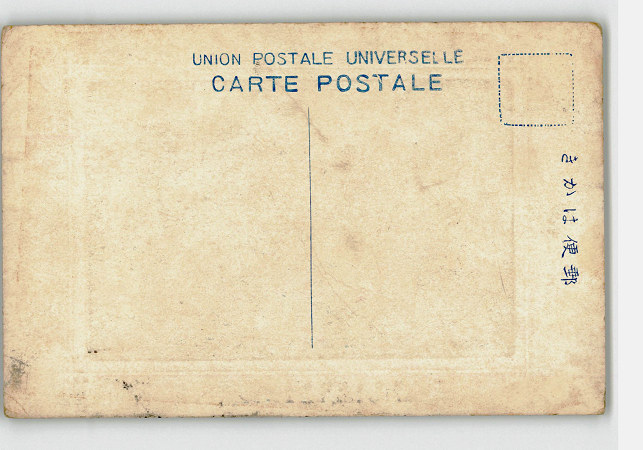 UNION POSTALE UNIVERSELLE
CARTE POSTALE
きかは便郵